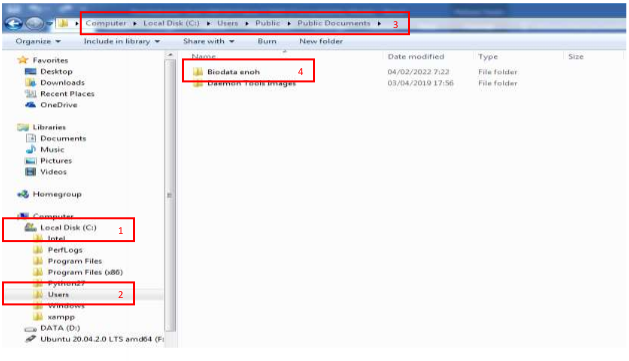 Computer ▸ Local Disk (C:) ▸ Users ▸ Public ▸ Public Documents ▸ 3
Organize ▾ Include in library ▾ Share with ▾ Burn New folder
Favorites
Desktop
Downloads
Recent Places
OneDrive
Libraries
Documents
Music
Pictures
Videos
Homegroup
Computer
Local Disk (C:) 1
Intel
PerfLogs
Program Files
Program Files (x86)
Python27
Users 2
Windows
xampp
DATA (D:)
Ubuntu 20.04.2.0 LTS amd64 (F:
Name Date modified Type Size
Biodata enoh 4 04/02/2022 7:22 File folder
Daemon Tools Images 03/04/2019 17:56 File folder